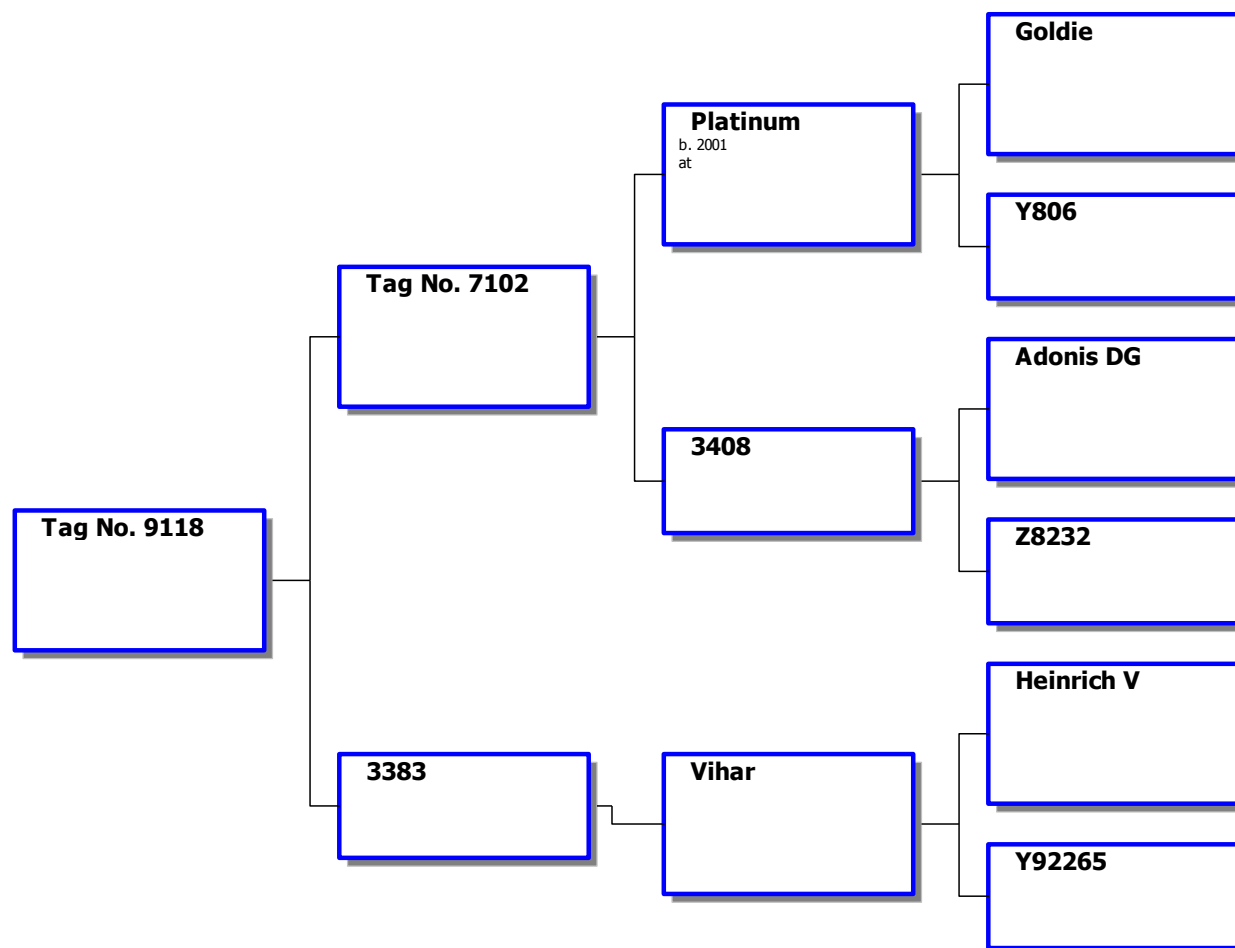 Goldie
Platinum
b. 2001
at
Y806
Tag No. 7102
Adonis DG
3408
Z8232
Tag No. 9118
Heinrich V
3383
Vihar
Y92265